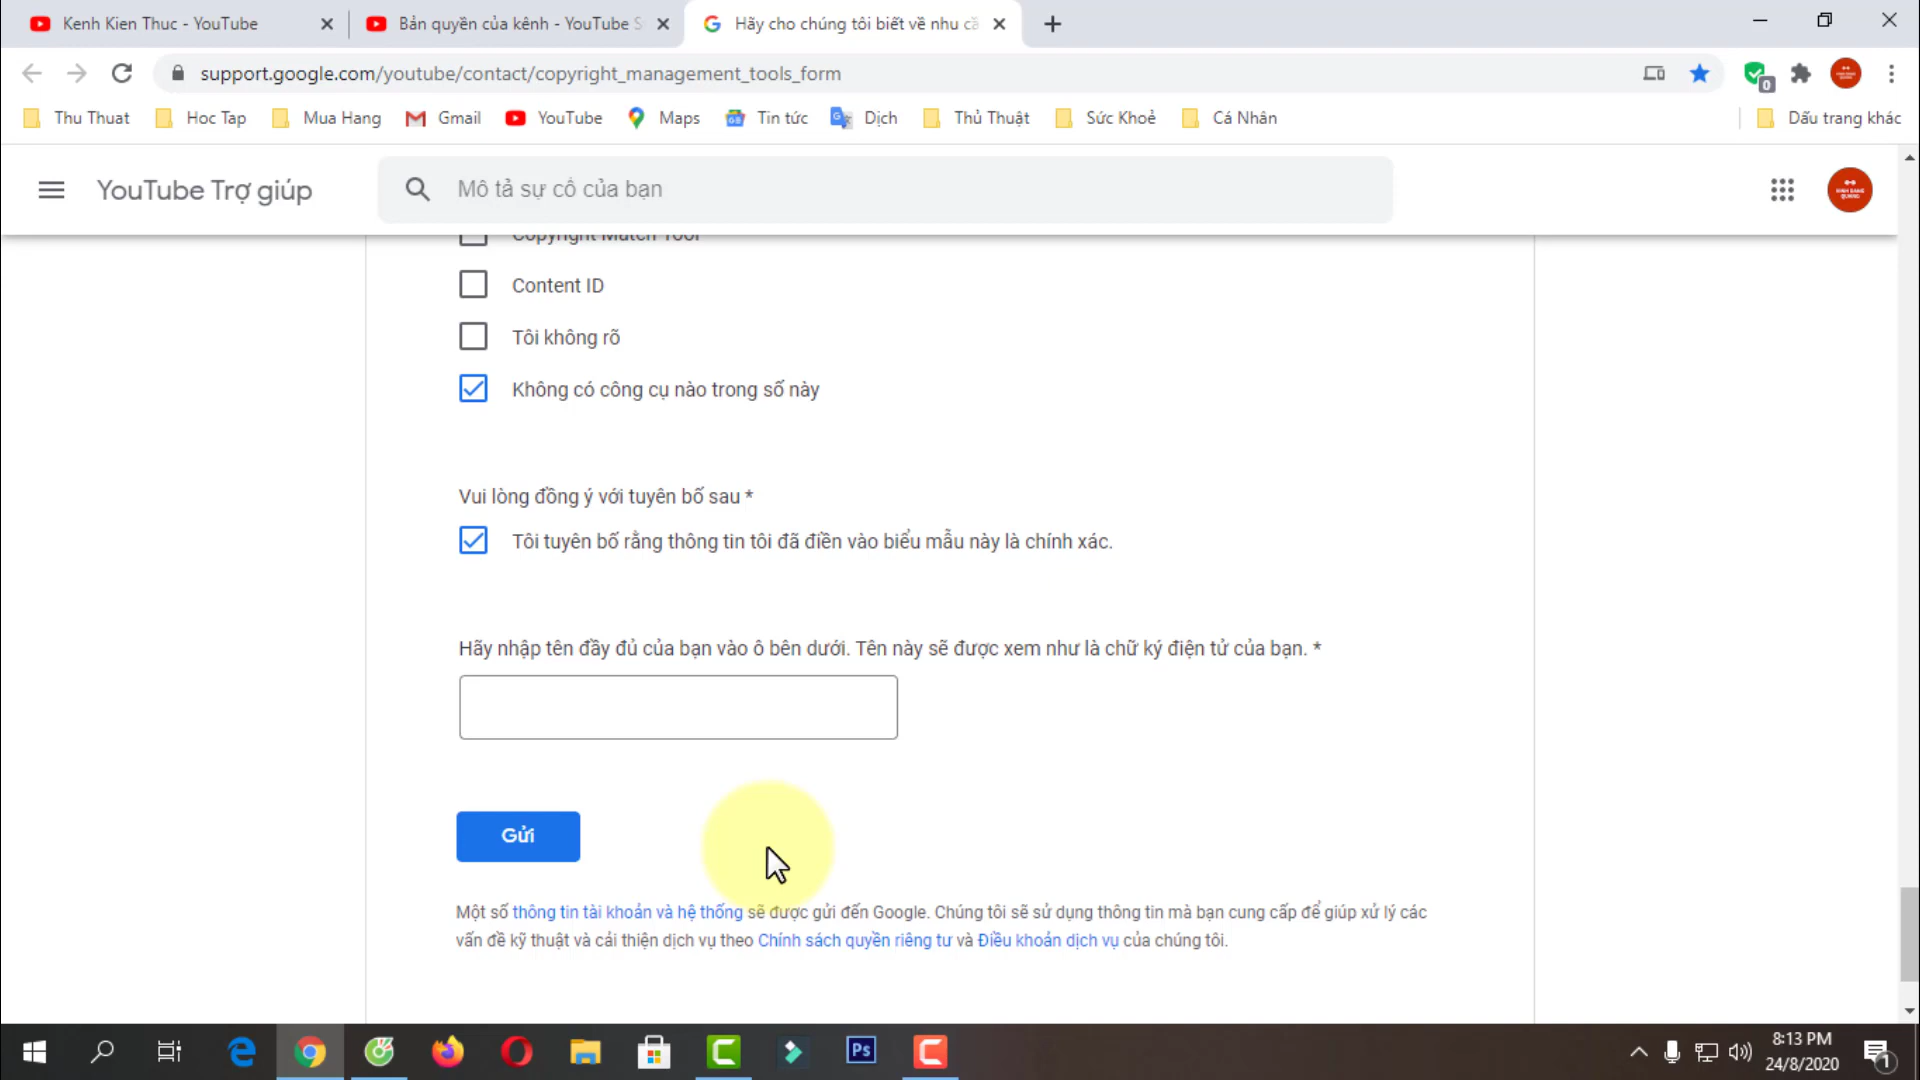 Kenh Kien Thuc - YouTube
Bản quyền của kênh - YouTube S
Hãy cho chúng tôi biết về nhu cầ
support.google.com/youtube/contact/copyright_management_tools_form
0
Thu Thuat
Hoc Tap
Mua Hang
Gmail
YouTube
Maps
Tin tức
Dịch
Thủ Thuật
Sức Khoẻ
Cá Nhân
Dấu trang khác
YouTube Trợ giúp
Mô tả sự cố của bạn
Copyright Match Tool
Content ID
Tôi không rõ
Không có công cụ nào trong số này
Vui lòng đồng ý với tuyên bố sau *
Tôi tuyên bố rằng thông tin tôi đã điền vào biểu mẫu này là chính xác.
Hãy nhập tên đầy đủ của bạn vào ô bên dưới. Tên này sẽ được xem như là chữ ký điện tử của bạn. *
Gửi
Một số thông tin tài khoản và hệ thống sẽ được gửi đến Google. Chúng tôi sẽ sử dụng thông tin mà bạn cung cấp để giúp xử lý các
vấn đề kỹ thuật và cải thiện dịch vụ theo Chính sách quyền riêng tư và Điều khoản dịch vụ của chúng tôi.
Ps
8:13 PM
24/8/2020
1